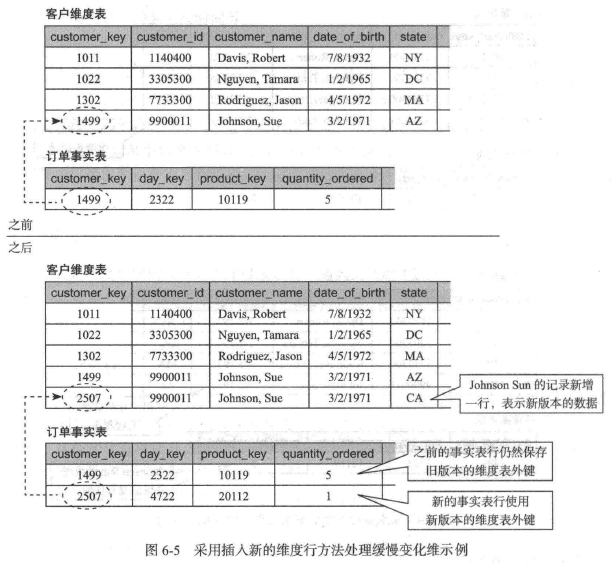 客户维度表
customer_key customer_id customer_name date_of_birth state
1011 1140400 Davis, Robert 7/8/1932 NY
1022 3305300 Nguyen, Tamara 1/2/1965 DC
1302 7733400 Rodriguez, Jason 4/5/1972 MA
1499 9900011 Johnson, Sue 3/2/1971 AZ
订单事实表
customer_key day_key product_key quantity_ordered
1499 2322 10119 5
之前
之后
客户维度表
customer_key customer_id customer_name date_of_birth state
1011 1140400 Davis, Robert 7/8/1932 NY
1022 3305300 Nguyen, Tamara 1/2/1965 DC
1302 7733300 Rodriguez, Jason 4/5/1972 MA
1499 9900011 Johnson, Sue 3/2/1971 AZ
2507 9900011 Johnson, Sue 3/2/1971 CA
Johnson Sun 的记录新增
一行，表示新版本的数据
订单事实表
customer_key day_key product_key quantity_ordered
1499 2322 10119 5
2507 4722 20112 1
之前的事实表行仍然保存
旧版本的维度表外键
新的事实表行使用
新版本的维度表外键
图 6-5 采用插入新的维度行方法处理缓慢变化维示例